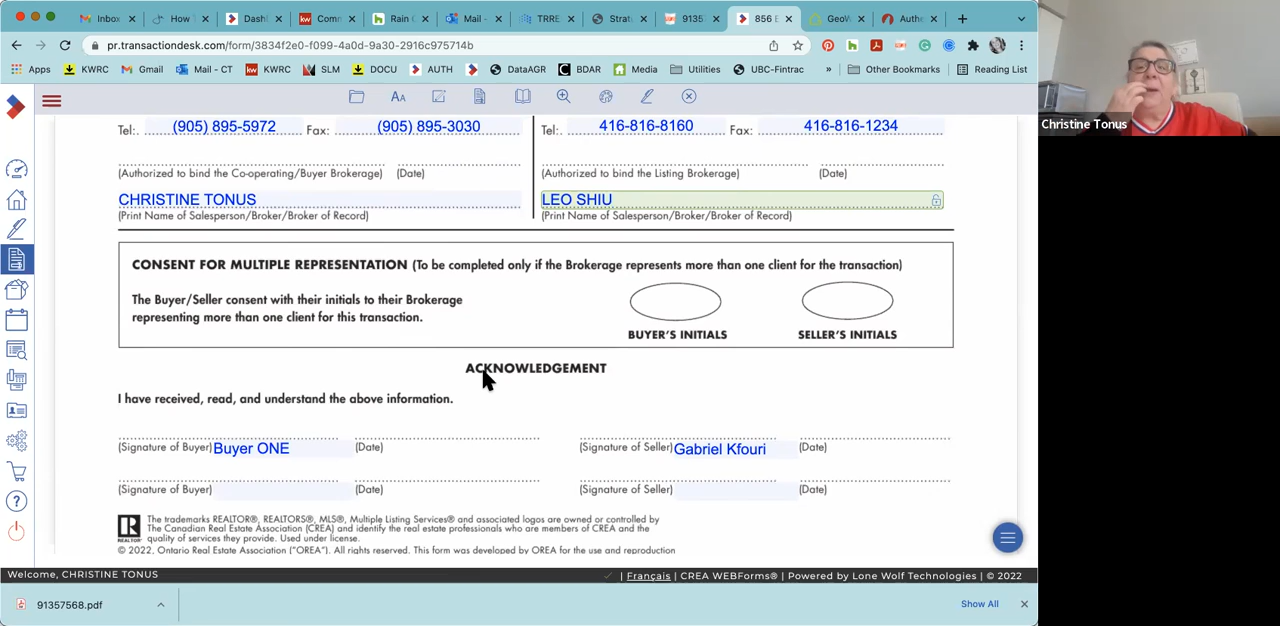 Inbox
How
Dash
Comm
Rain C
Mail -
TRRE
Strat
9135
856 E
GeoW
Authe
pr.transactiondesk.com/form/3834f2e0-f099-4a0d-9a30-2916c975714b
Apps KWRC Gmail Mail - CT KWRC SLM DOCU AUTH DataAGR BDAR Media Utilities UBC-Fintrac » Other Bookmarks Reading List
Christine Tonus
Tel: (905) 895-5972 Fax: (905) 895-3030 Tel: 416-816-8160 Fax: 416-816-1234
(Authorized to bind the Co-operating/Buyer Brokerage) (Date) (Authorized to bind the Listing Brokerage) (Date)
CHRISTINE TONUS LEO SHIU
(Print Name of Salesperson/Broker/Broker of Record) (Print Name of Salesperson/Broker/Broker of Record)
CONSENT FOR MULTIPLE REPRESENTATION (To be completed only if the Brokerage represents more than one client for the transaction)
The Buyer/Seller consent with their initials to their Brokerage
representing more than one client for this transaction.
BUYER'S INITIALS SELLER'S INITIALS
ACKNOWLEDGEMENT
I have received, read, and understand the above information.
(Signature of Buyer) Buyer ONE (Date) (Signature of Seller) Gabriel Kfouri (Date)
(Signature of Buyer) (Date) (Signature of Seller) (Date)
REALTOR
The trademarks REALTOR®, REALTORS®, MLS®, Multiple Listing Services® and associated logos are owned or controlled by
The Canadian Real Estate Association (CREA) and identify the real estate professionals who are members of CREA and the
quality of services they provide. Used under license.
© 2022, Ontario Real Estate Association ("OREA"). All rights reserved. This form was developed by OREA for the use and reproduction
Welcome, CHRISTINE TONUS | Français | CREA WEBForms® | Powered by Lone Wolf Technologies | © 2022
91357568.pdf Show All